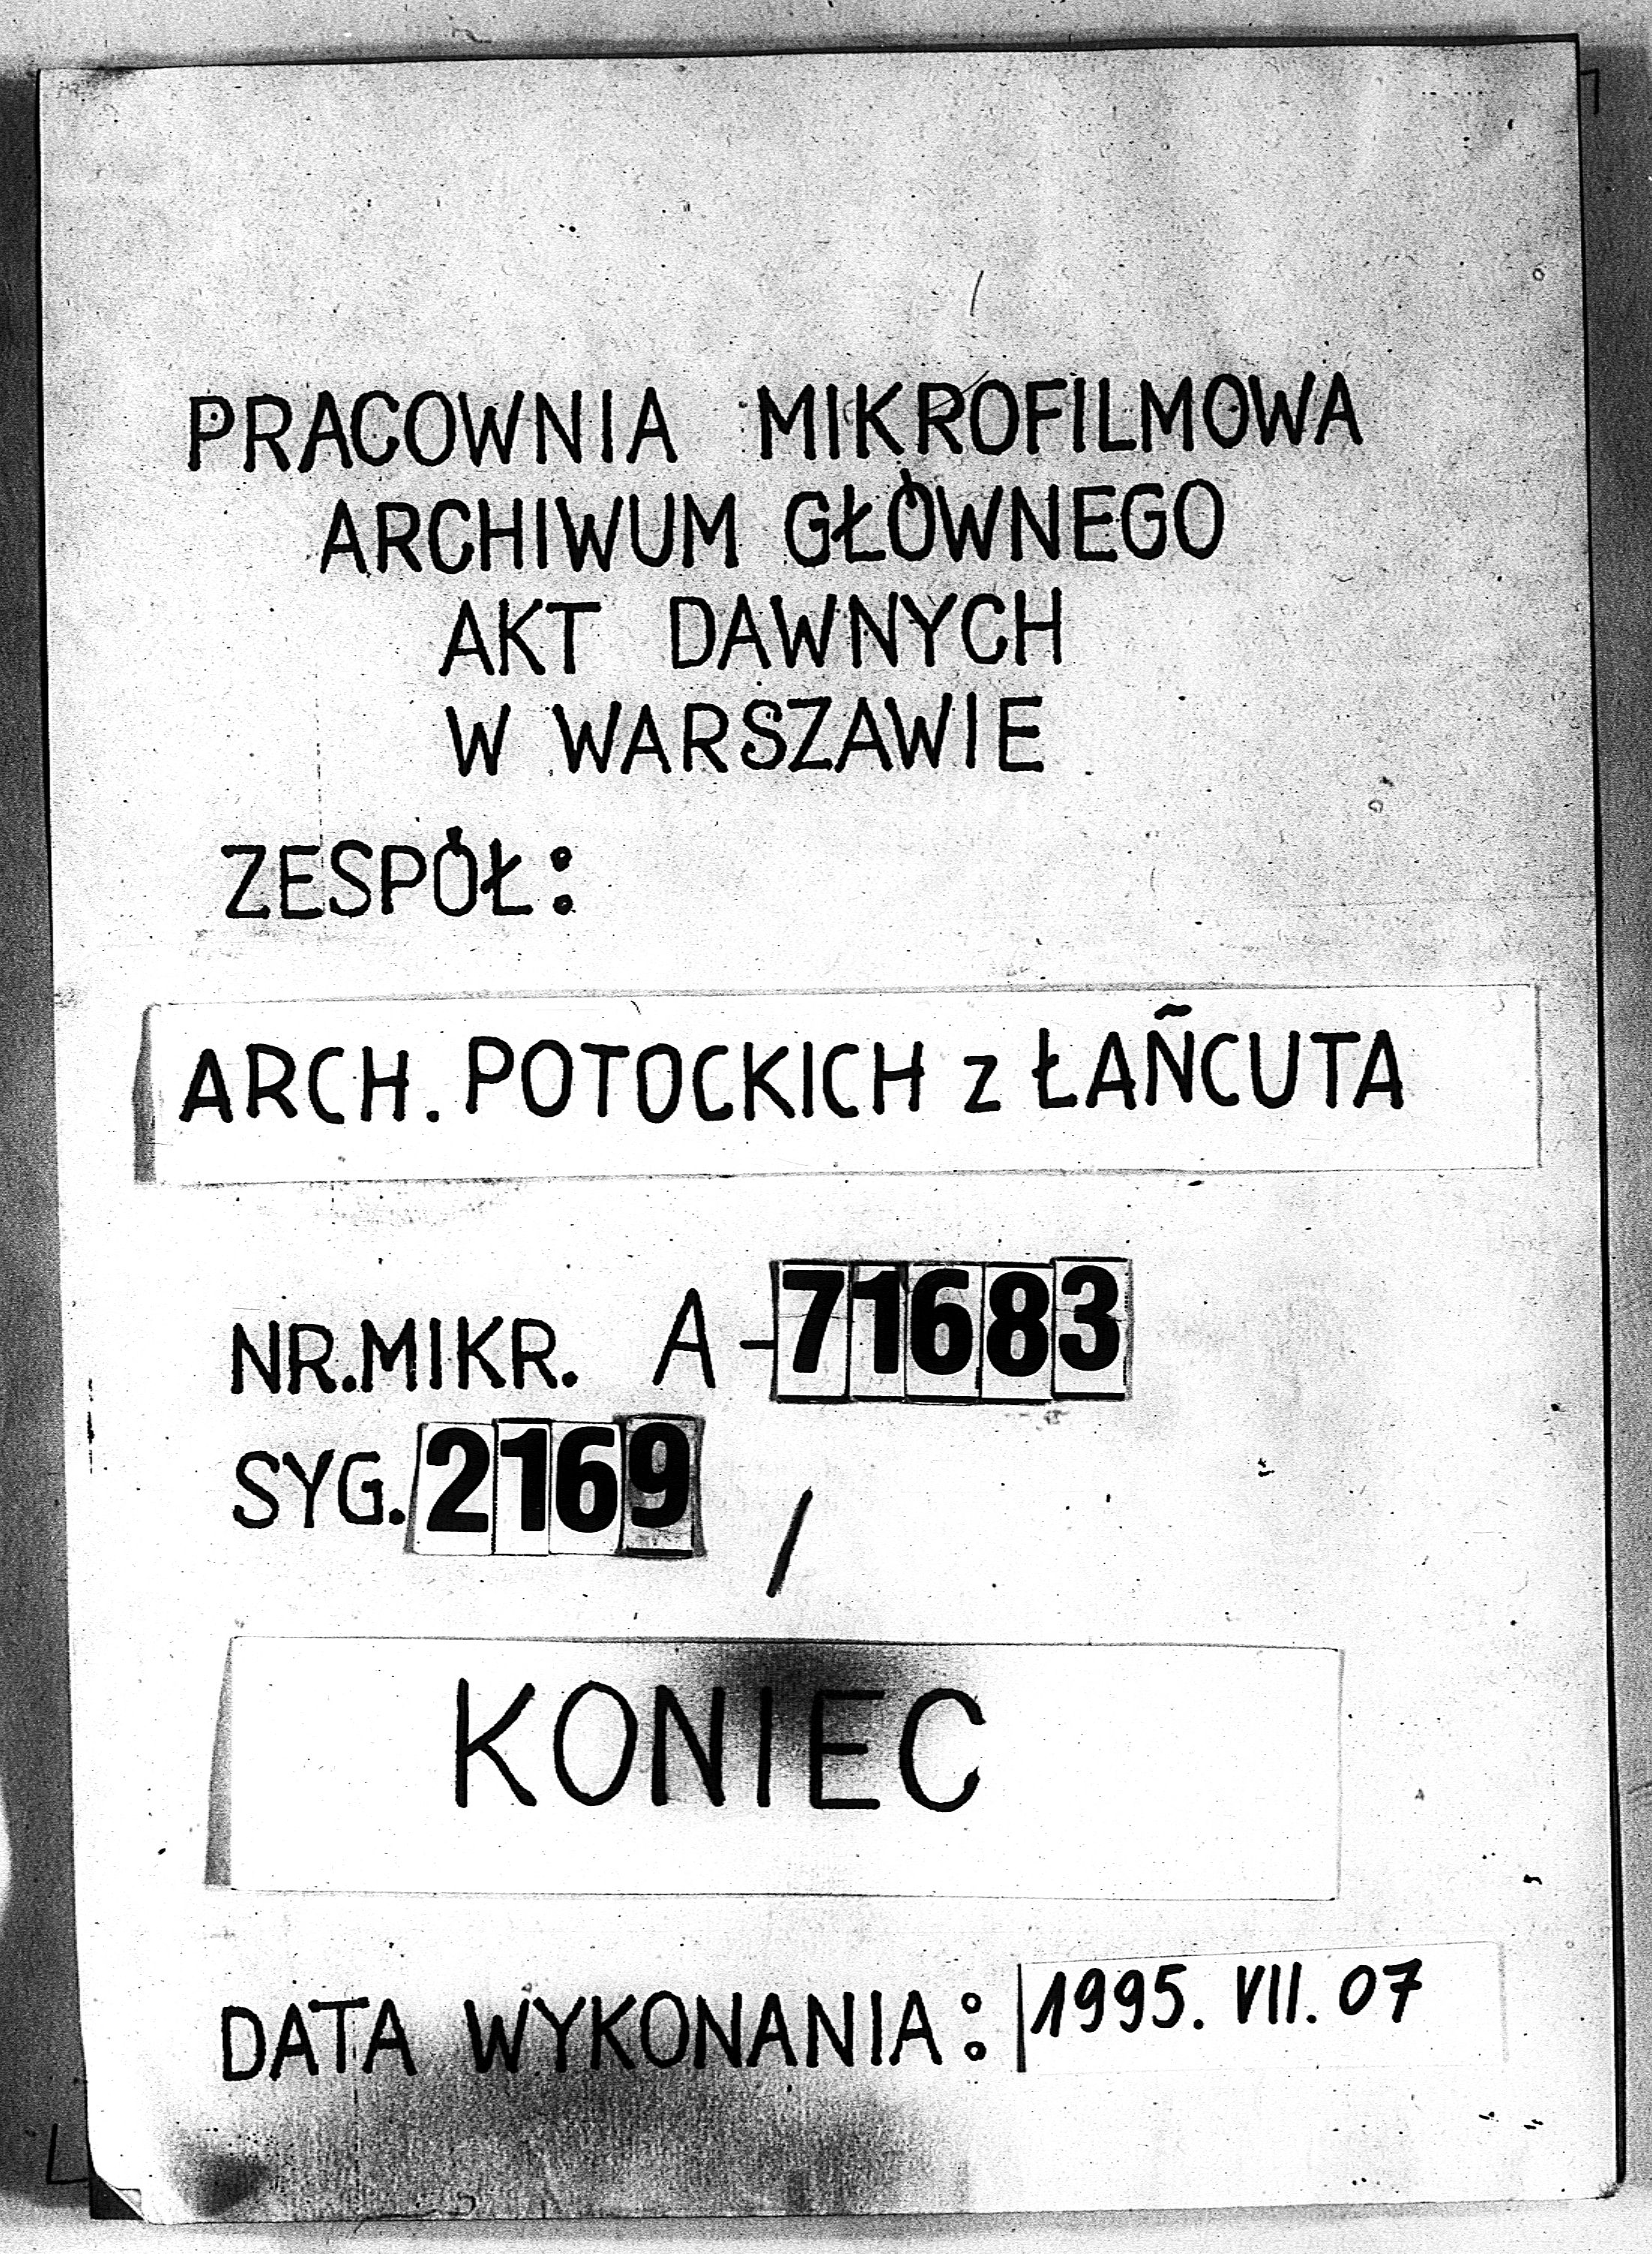 PRACOWNIA MIKROFILMOWA
ARCHIWUM GŁÓWNEGO
AKT DAWNYCH
W WARSZAWIE
ZESPÓŁ:
ARCH. POTOCKICH z ŁAŃCUTA
NR.MIKR. A-71683
SYG. 2169 /
KONIEC
DATA WYKONANIA: 1995. VII. 07